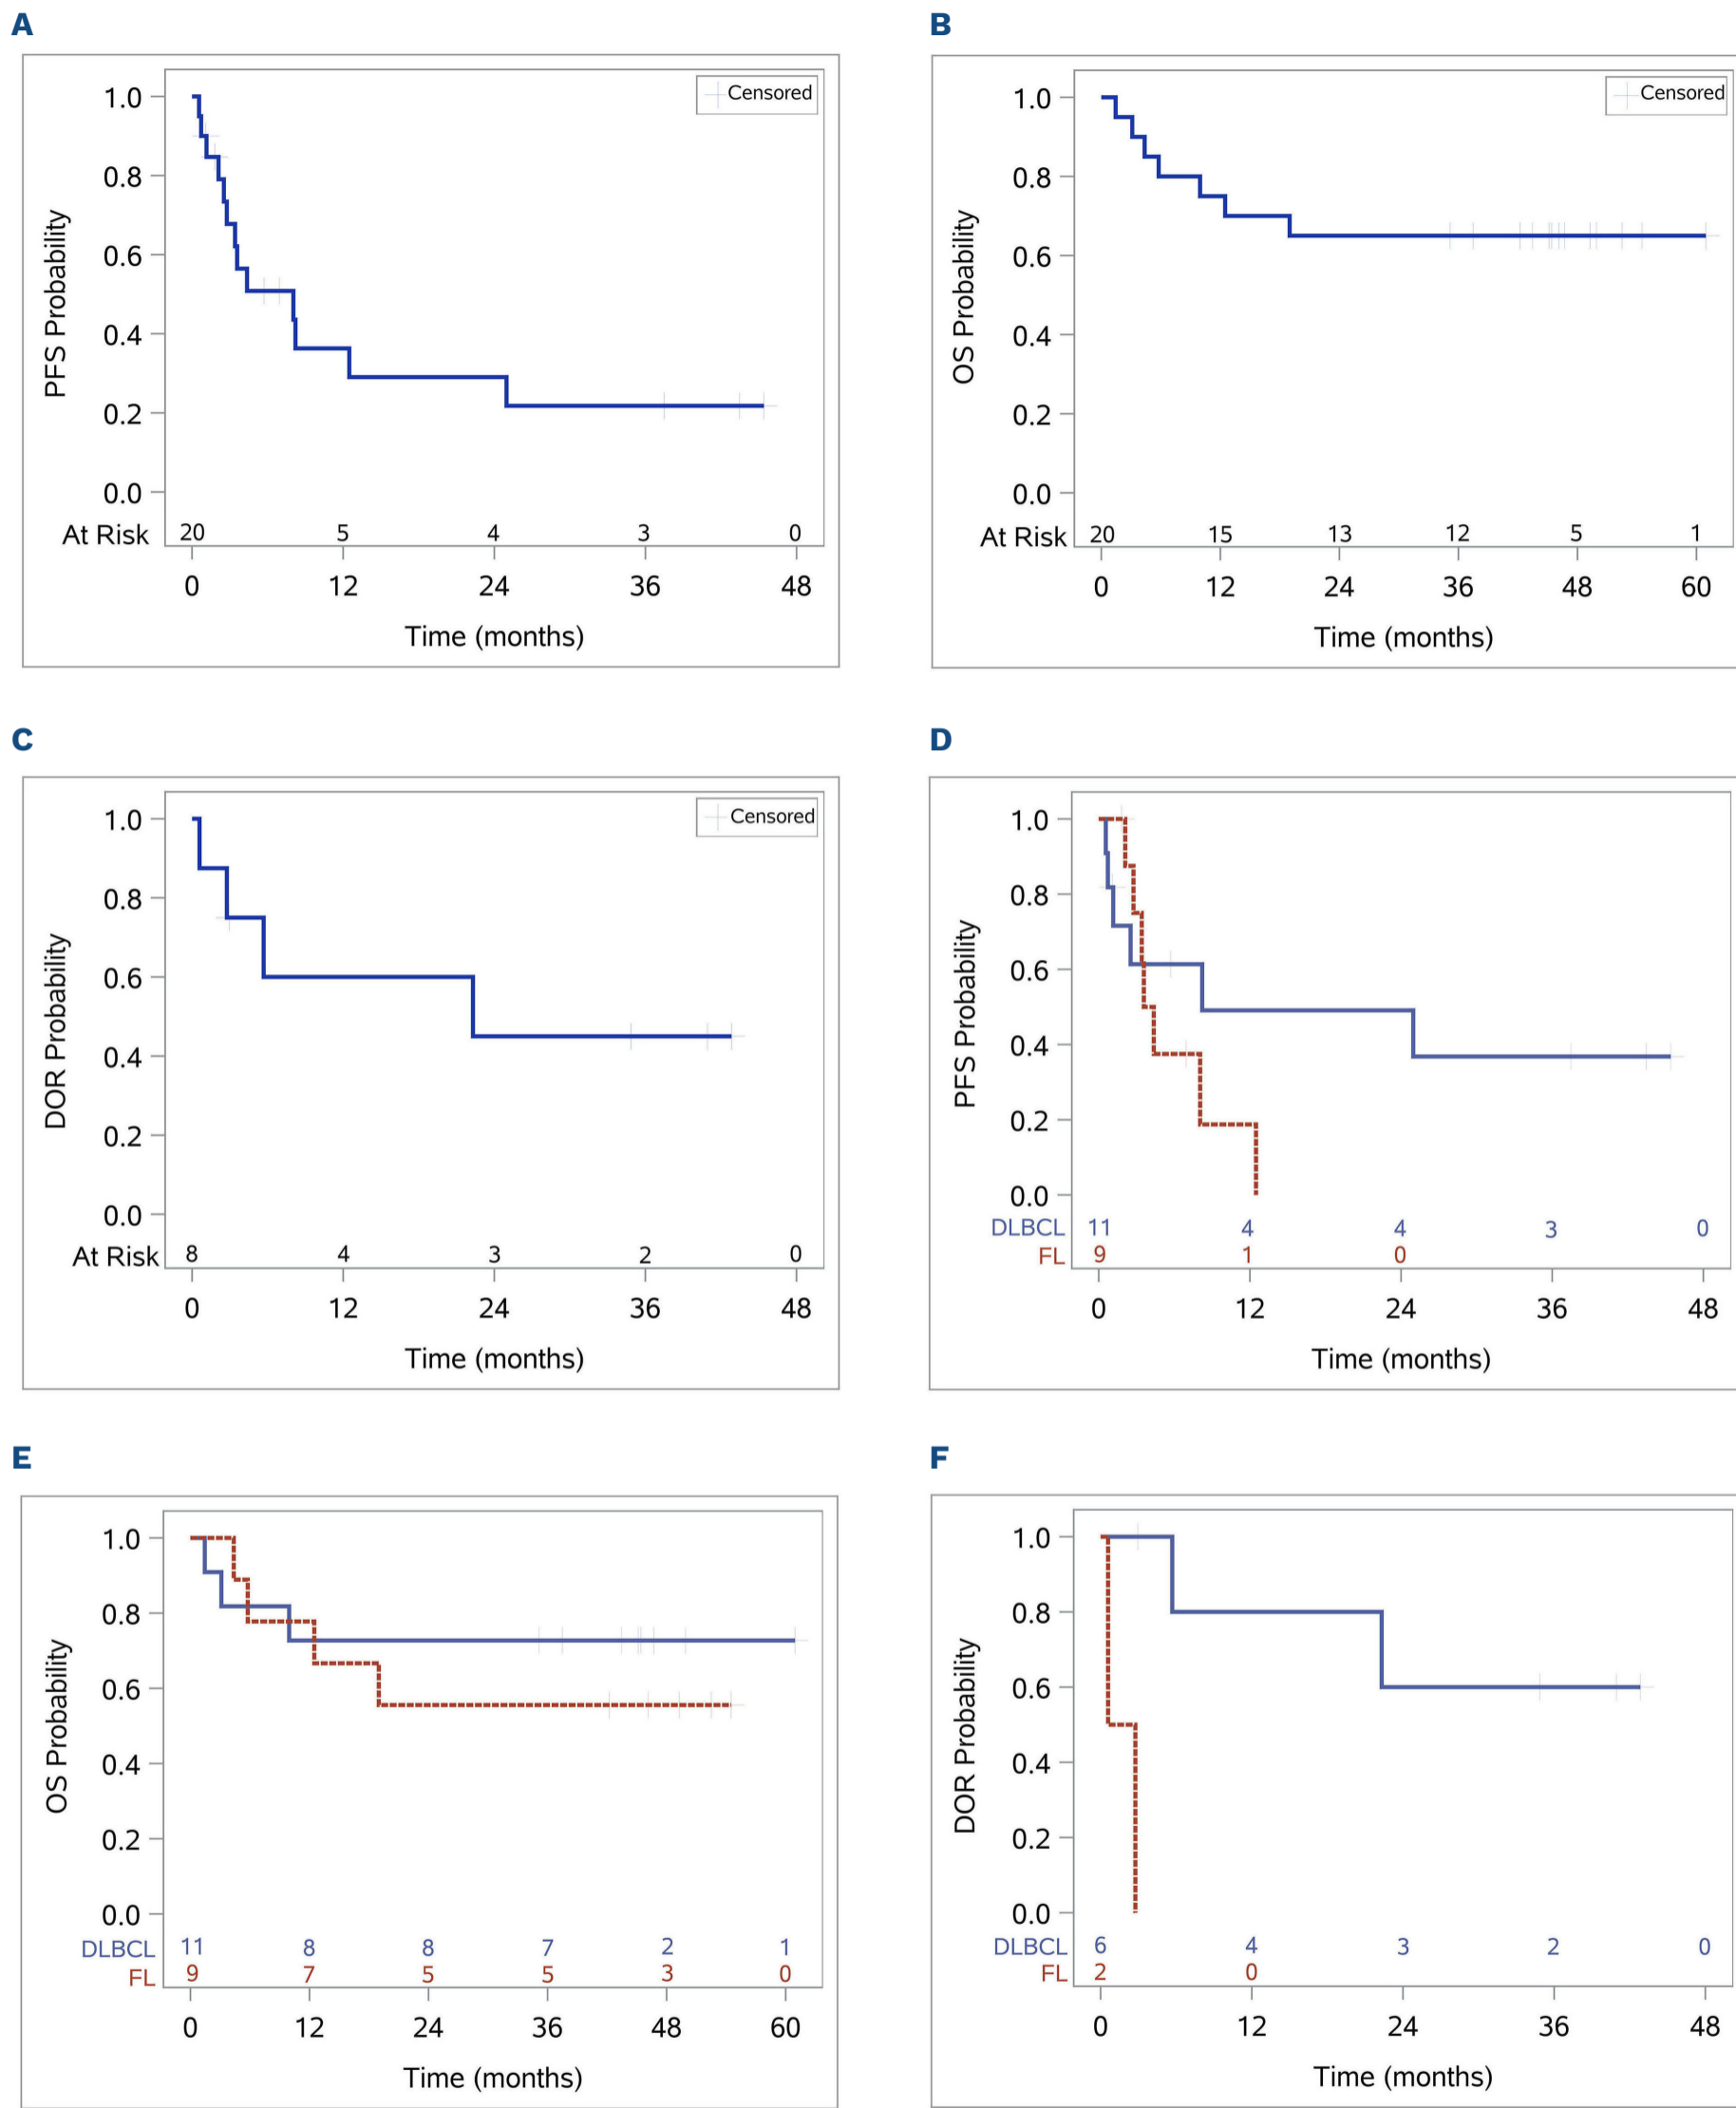 A
Censored
1.0
0.8
0.6
0.4
0.2
0.0
PFS Probability
At Risk 20 5 4 3 0
0 12 24 36 48
Time (months)
B
Censored
1.0
0.8
0.6
0.4
0.2
0.0
OS Probability
At Risk 20 15 13 12 5 1
0 12 24 36 48 60
Time (months)
C
Censored
1.0
0.8
0.6
0.4
0.2
0.0
DOR Probability
At Risk 8 4 3 2 0
0 12 24 36 48
Time (months)
D
1.0
0.8
0.6
0.4
0.2
0.0
PFS Probability
DLBCL 11 4 4 3 0
FL 9 1 0
0 12 24 36 48
Time (months)
E
1.0
0.8
0.6
0.4
0.2
0.0
OS Probability
DLBCL 11 8 8 7 2 1
FL 9 7 5 5 3 0
0 12 24 36 48 60
Time (months)
F
1.0
0.8
0.6
0.4
0.2
0.0
DOR Probability
DLBCL 6 4 3 2 0
FL 2 0
0 12 24 36 48
Time (months)